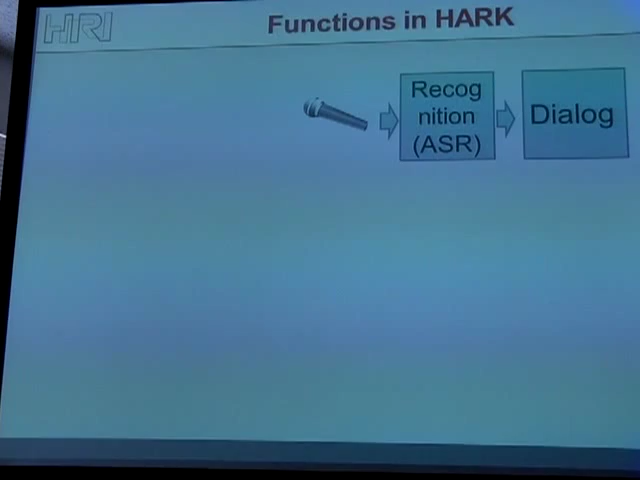 HRI
Functions in HARK
Recog
nition
(ASR)
Dialog